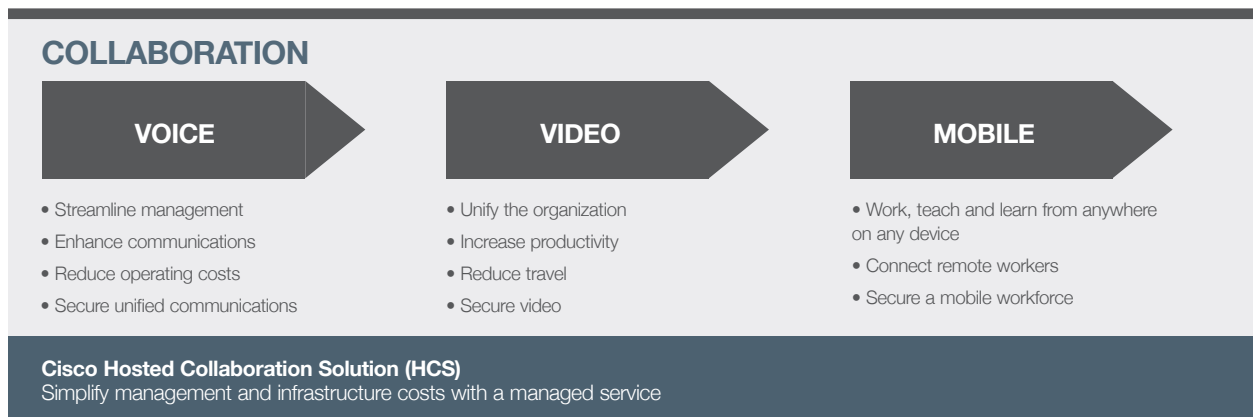 COLLABORATION
VOICE
• Streamline management
• Enhance communications
• Reduce operating costs
• Secure unified communications
VIDEO
• Unify the organization
• Increase productivity
• Reduce travel
• Secure video
MOBILE
• Work, teach and learn from anywhere
on any device
• Connect remote workers
• Secure a mobile workforce
Cisco Hosted Collaboration Solution (HCS)
Simplify management and infrastructure costs with a managed service